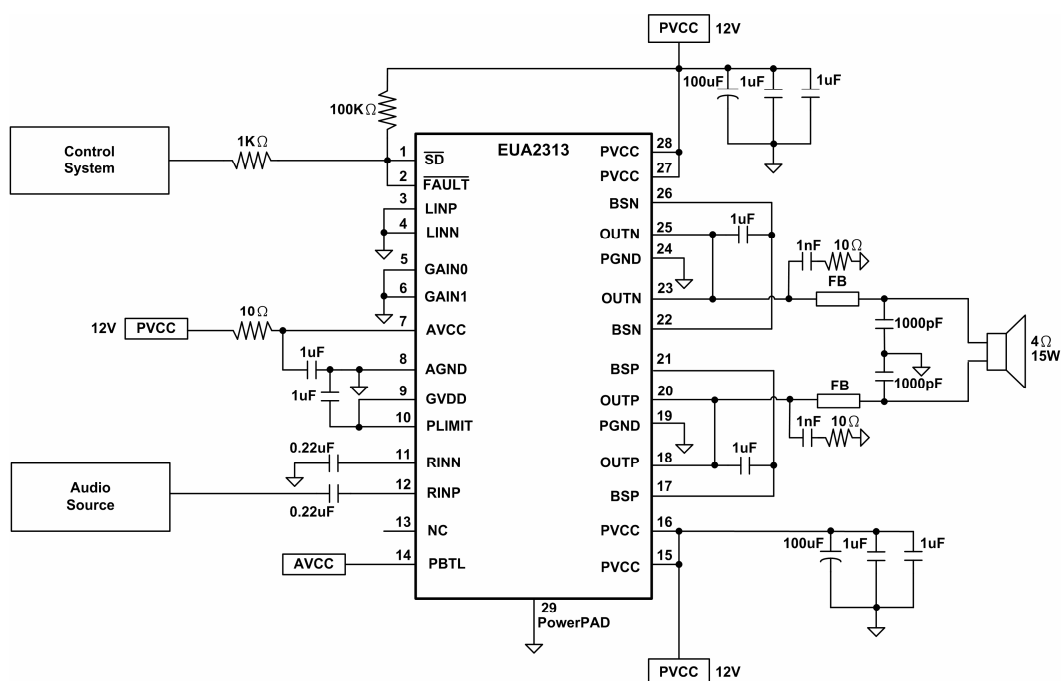 PVCC 12V
100uF 1uF 1uF
100KΩ
Control
System
1KΩ
EUA2313
1 SD
2 FAULT
3 LINP
4 LINN
5 GAIN0
6 GAIN1
7 AVCC
8 AGND
9 GVDD
10 PLIMIT
11 RINN
12 RINP
13 NC
14 PBTL
12V PVCC
10Ω
1uF
1uF
0.22uF
Audio
Source
0.22uF
AVCC
29
PowerPAD
PVCC 28
PVCC 27
BSN 26
OUTN 25
PGND 24
OUTN 23
BSN 22
BSP 21
OUTP 20
PGND 19
OUTP 18
BSP 17
PVCC 16
PVCC 15
1uF
1nF 10Ω
FB
1000pF
4Ω
15W
1000pF
FB
1nF 10Ω
1uF
100uF 1uF 1uF
PVCC 12V